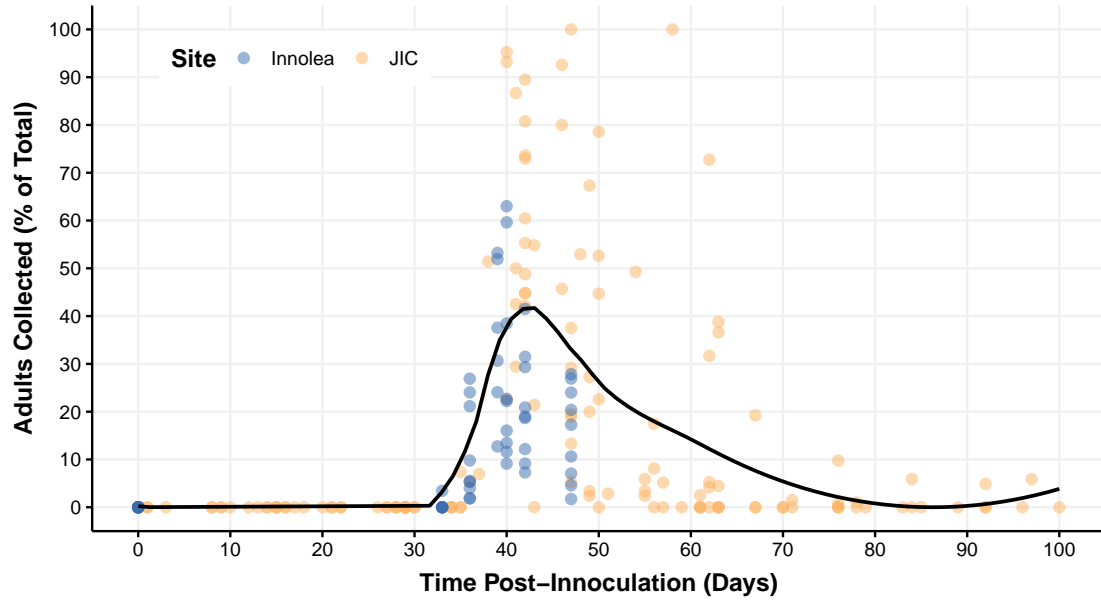 100
90
80
70
60
50
40
30
20
10
0
Adults Collected (% of Total)
Site Innolea JIC
0 10 20 30 40 50 60 70 80 90 100
Time Post−Innoculation (Days)